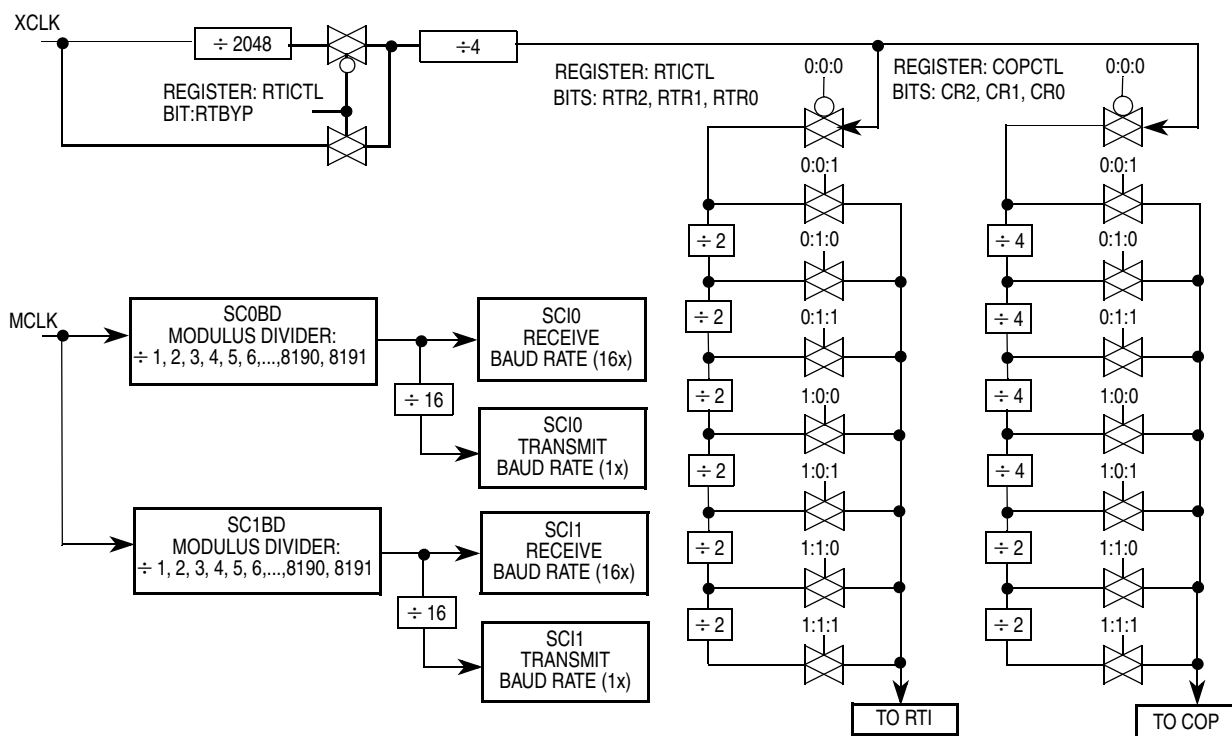 XCLK
÷ 2048
÷4
REGISTER: RTICTL
BIT:RTBYP
REGISTER: RTICTL
BITS: RTR2, RTR1, RTR0
0:0:0
REGISTER: COPCTL
BITS: CR2, CR1, CR0
0:0:0
0:0:1
÷ 2
0:1:0
÷ 2
0:1:1
÷ 2
1:0:0
÷ 2
1:0:1
÷ 2
1:1:0
÷ 2
1:1:1
TO RTI
0:0:1
÷ 4
0:1:0
÷ 4
0:1:1
÷ 4
1:0:0
÷ 4
1:0:1
÷ 2
1:1:0
÷ 2
1:1:1
TO COP
MCLK
SC0BD
MODULUS DIVIDER:
÷ 1, 2, 3, 4, 5, 6,...,8190, 8191
SCI0
RECEIVE
BAUD RATE (16x)
÷ 16
SCI0
TRANSMIT
BAUD RATE (1x)
SC1BD
MODULUS DIVIDER:
÷ 1, 2, 3, 4, 5, 6,...,8190, 8191
SCI1
RECEIVE
BAUD RATE (16x)
÷ 16
SCI1
TRANSMIT
BAUD RATE (1x)